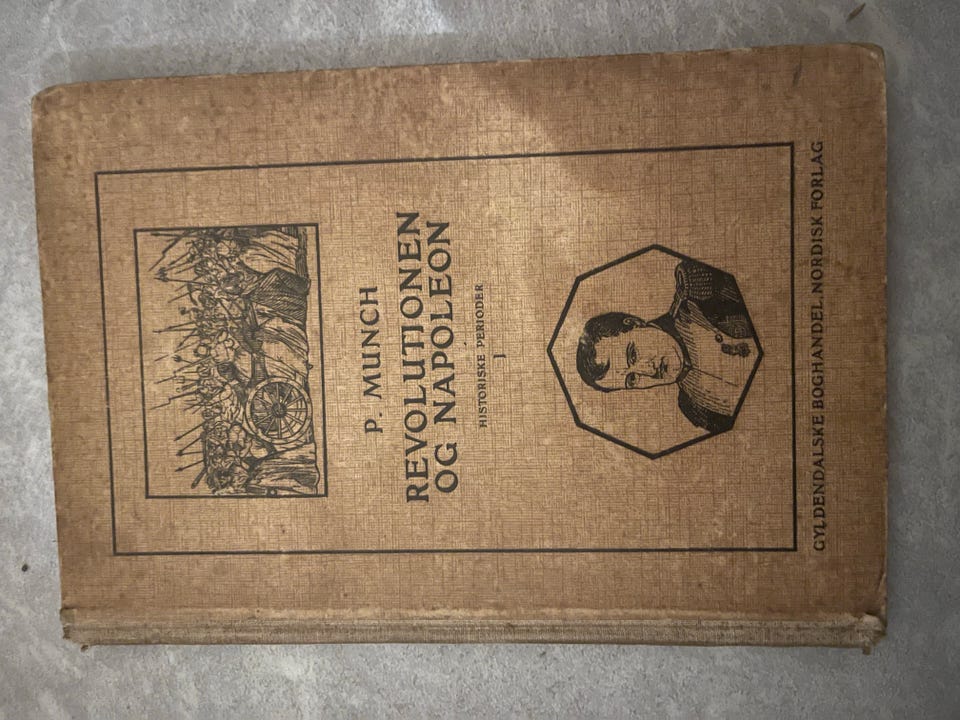 P. MUNCH
REVOLUTIONEN
OG NAPOLEON
HISTORISKE PERIODER
I
GYLDENDALSKE BOGHANDEL. NORDISK FORLAG